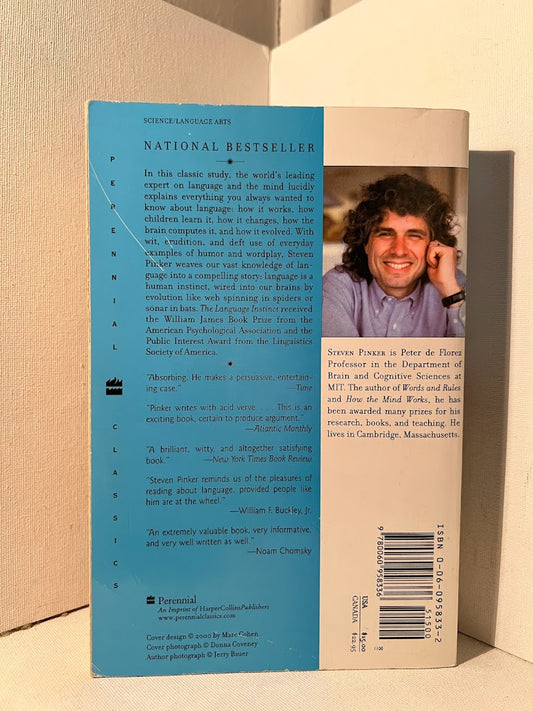 SCIENCE/LANGUAGE ARTS
NATIONAL BESTSELLER
In this classic study, the world's leading
expert on language and the mind lucidly
explains everything you always wanted to
know about language: how it works, how
children learn it, how it changes, how the
brain computes it, and how it evolved. With
wit, erudition, and deft use of everyday
examples of humor and wordplay, Steven
Pinker weaves our vast knowledge of lan-
guage into a compelling story: language is a
human instinct, wired into our brains by
evolution like web spinning in spiders or
sonar in bats. The Language Instinct received
the William James Book Prize from the
American Psychological Association and the
Public Interest Award from the Linguistics
Society of America.
"Absorbing. He makes a persuasive, entertain-
ing case." —Time
"Pinker writes with acid verve. . . . This is an
exciting book, certain to produce argument."
—Atlantic Monthly
"A brilliant, witty, and altogether satisfying
book." —New York Times Book Review
"Steven Pinker reminds us of the pleasures of
reading about language, provided people like
him are at the wheel."
—William F. Buckley, Jr.
"An extremely valuable book, very informative,
and very well written as well."
—Noam Chomsky
Perennial
An Imprint of HarperCollinsPublishers
www.perennialclassics.com
Cover design © 2000 by Marc Cohen
Cover photograph © Donna Coveney
Author photograph © Jerry Bauer
PERENNIAL CLASSICS
STEVEN PINKER is Peter de Florez
Professor in the Department of
Brain and Cognitive Sciences at
MIT. The author of Words and Rules
and How the Mind Works, he has
been awarded many prizes for his
research, books, and teaching. He
lives in Cambridge, Massachusetts.
ISBN 0-06-095833-2
51500
9 780060 958336
USA $15.00
CANADA $22.95
1100